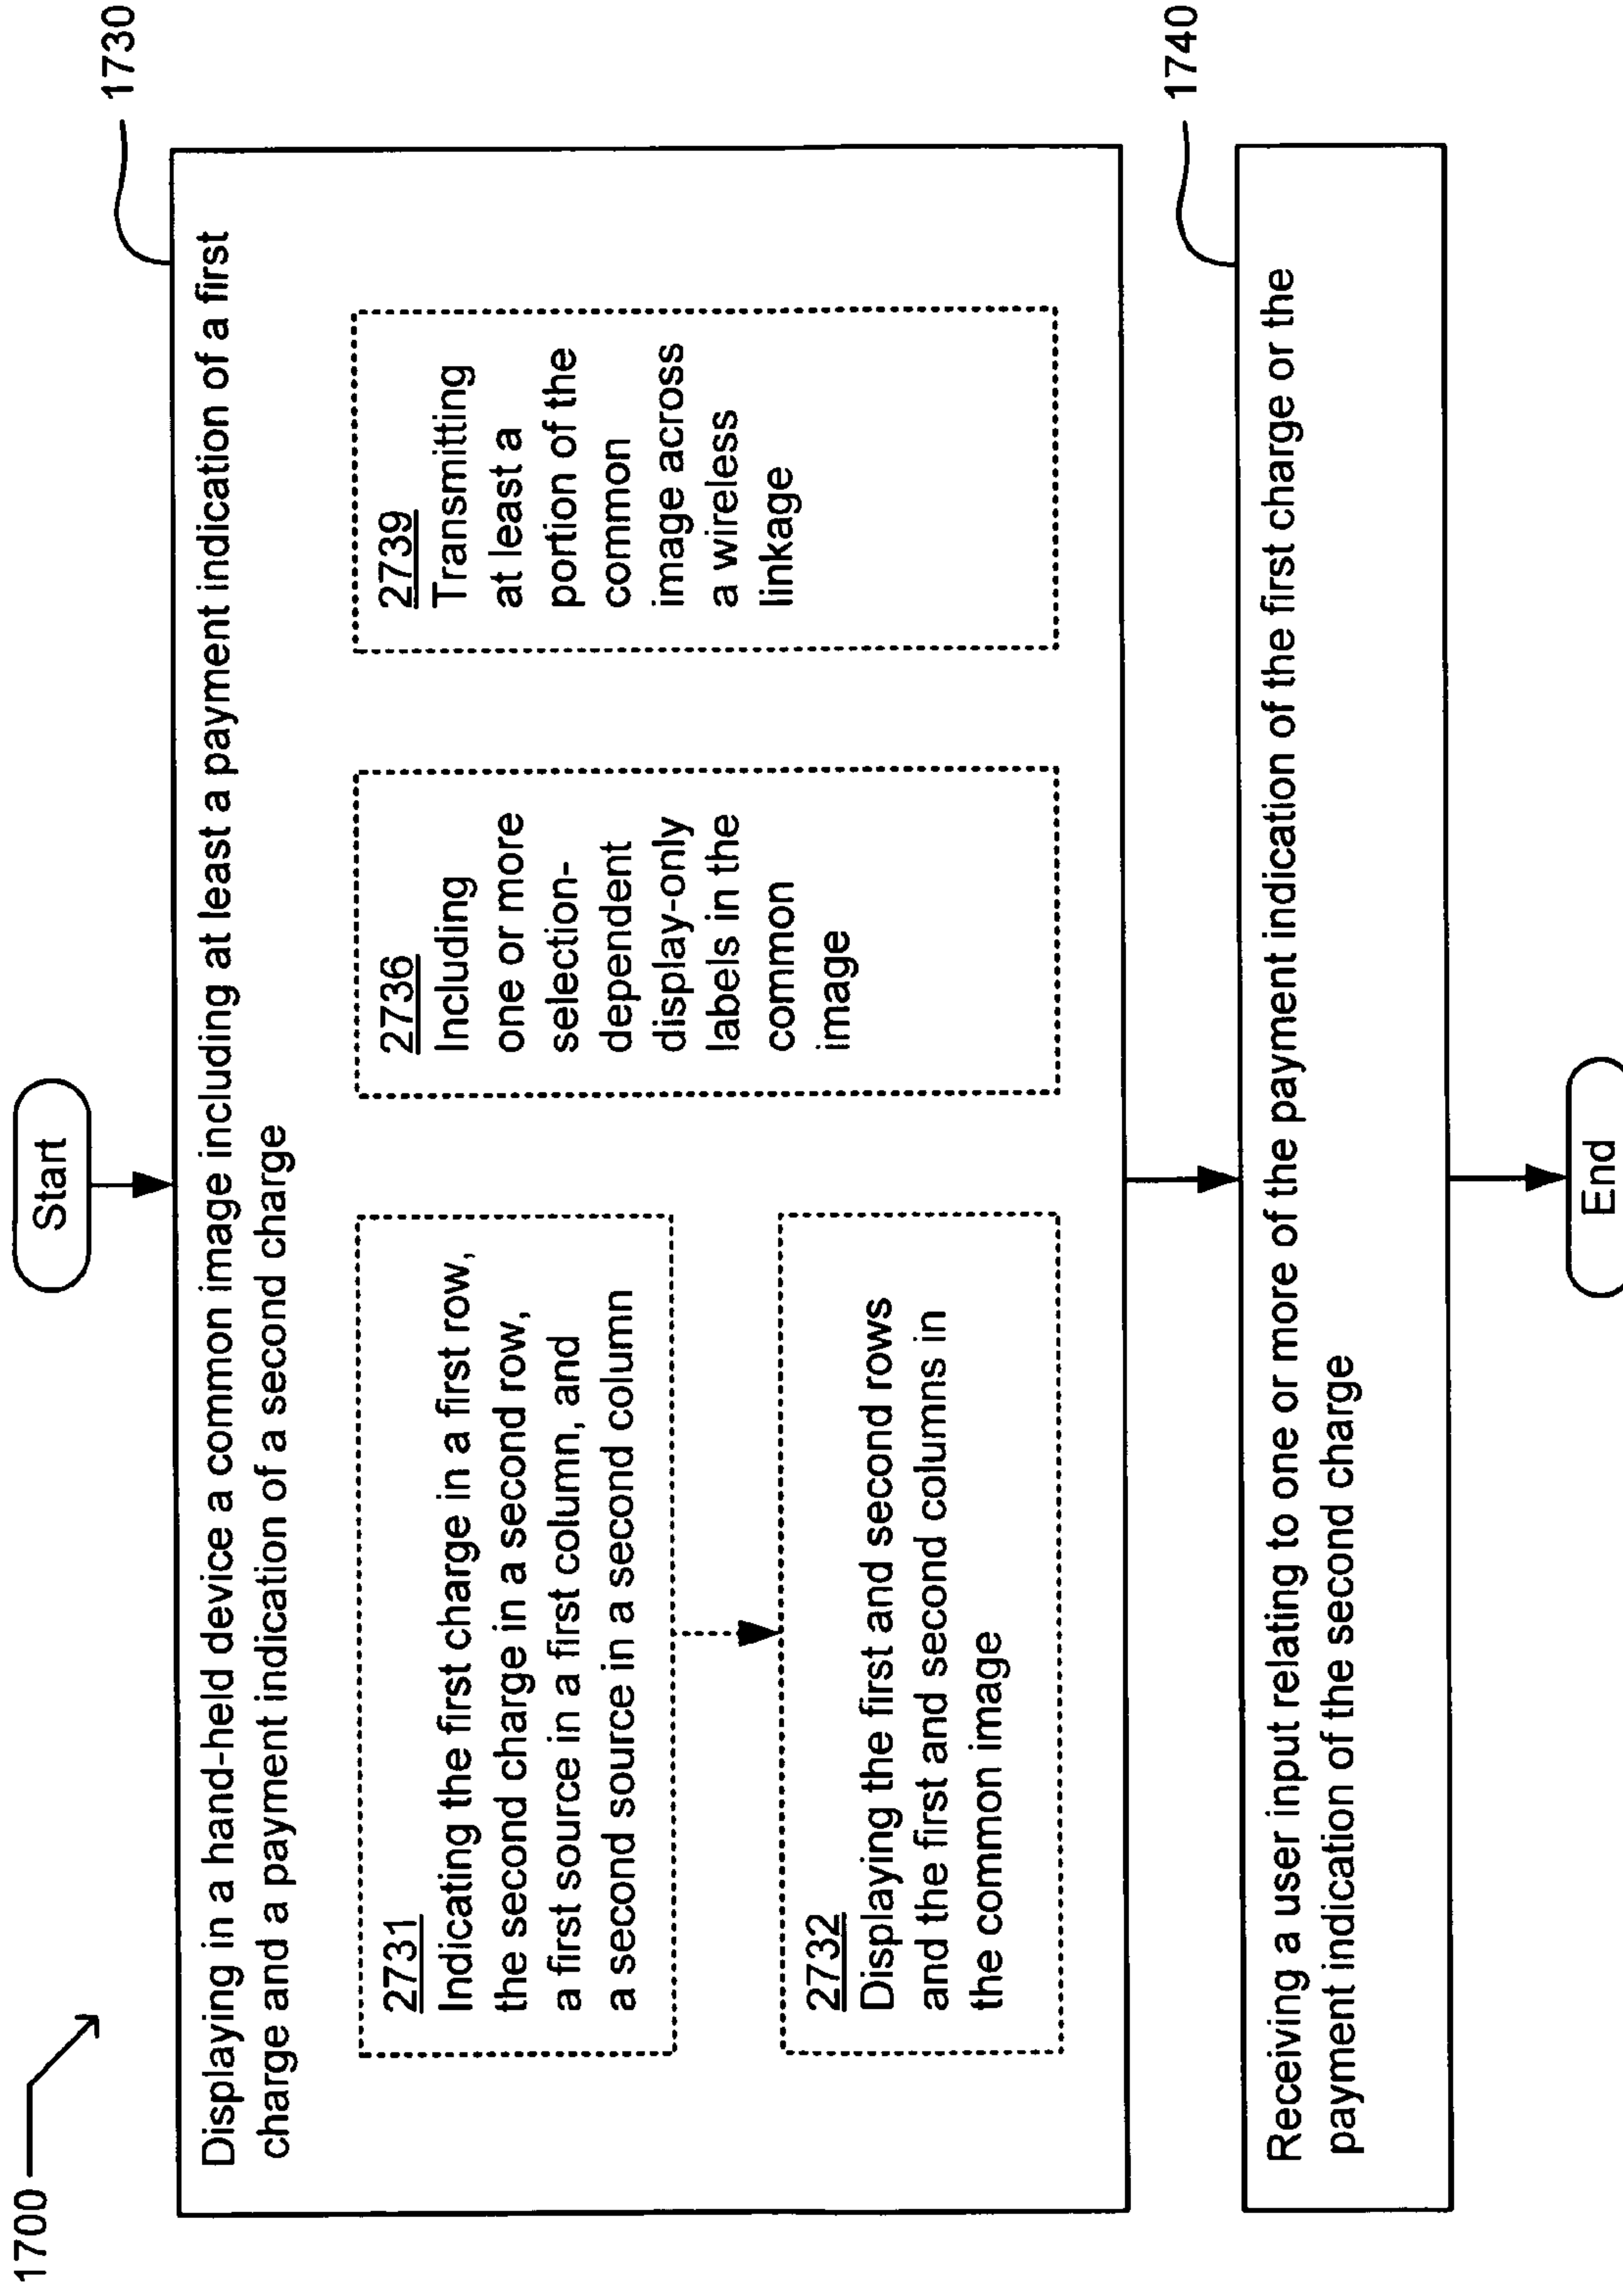 1700
Start
1730
Displaying in a hand-held device a common image including at least a payment indication of a first
charge and a payment indication of a second charge
2731
Indicating the first charge in a first row,
the second charge in a second row,
a first source in a first column, and
a second source in a second column
2732
Displaying the first and second rows
and the first and second columns in
the common image
2736
Including
one or more
selection-
dependent
display-only
labels in the
common
image
2739
Transmitting
at least a
portion of the
common
image across
a wireless
linkage
1740
Receiving a user input relating to one or more of the payment indication of the first charge or the
payment indication of the second charge
End